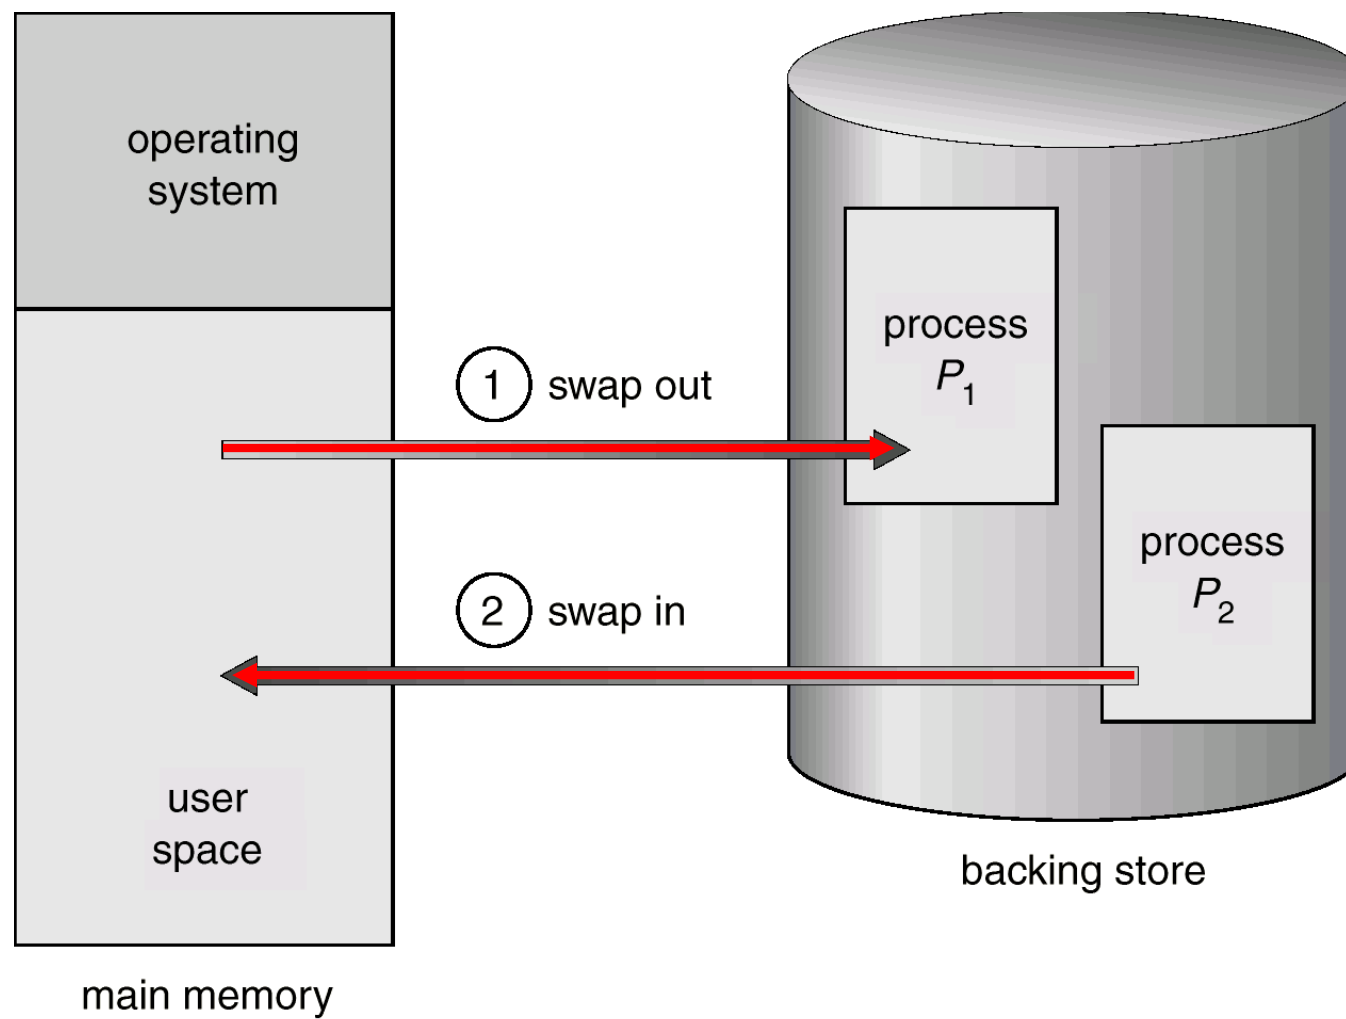 operating
system
1 swap out
process
P1
2 swap in
process
P2
user
space
backing store
main memory